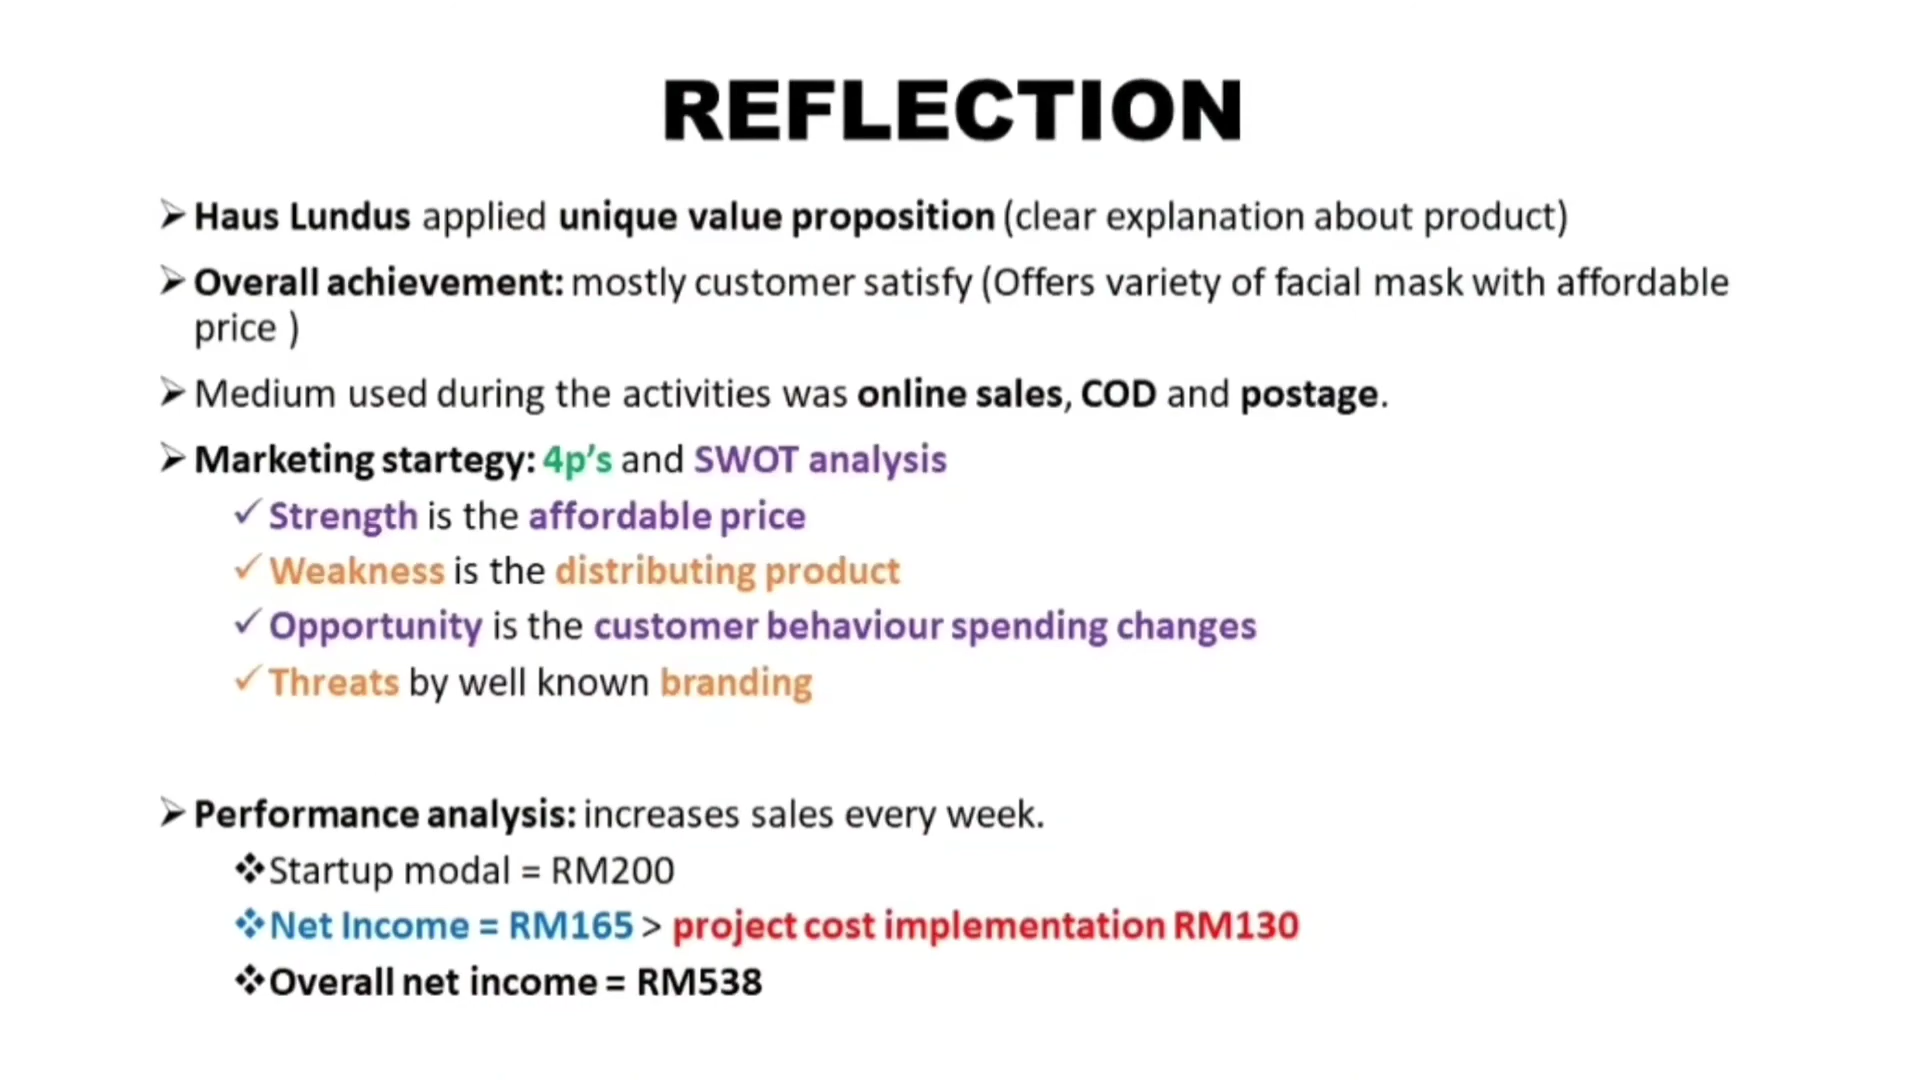 REFLECTION
Haus Lundus applied unique value proposition (clear explanation about product)
Overall achievement: mostly customer satisfy (Offers variety of facial mask with affordable
price )
Medium used during the activities was online sales, COD and postage.
Marketing startegy: 4p's and SWOT analysis
Strength is the affordable price
Weakness is the distributing product
Opportunity is the customer behaviour spending changes
Threats by well known branding
Performance analysis: increases sales every week.
Startup modal = RM200
Net Income = RM165 > project cost implementation RM130
Overall net income = RM538